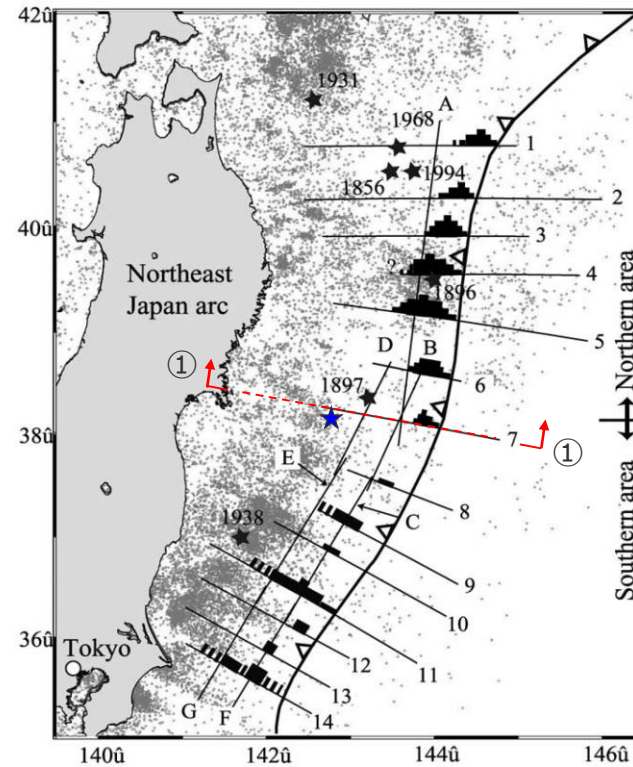 42û
1931
A
1968
1
1856
1994
40û
2
3
Northeast
Japan arc
?
4
1896
5
D
B
①
1897
6
Northern area
38û
7
①
Southern area
E
8
C
1938
9
10
36û
11
Tokyo
12
13
G
F
14
140û
142û
144û
146û